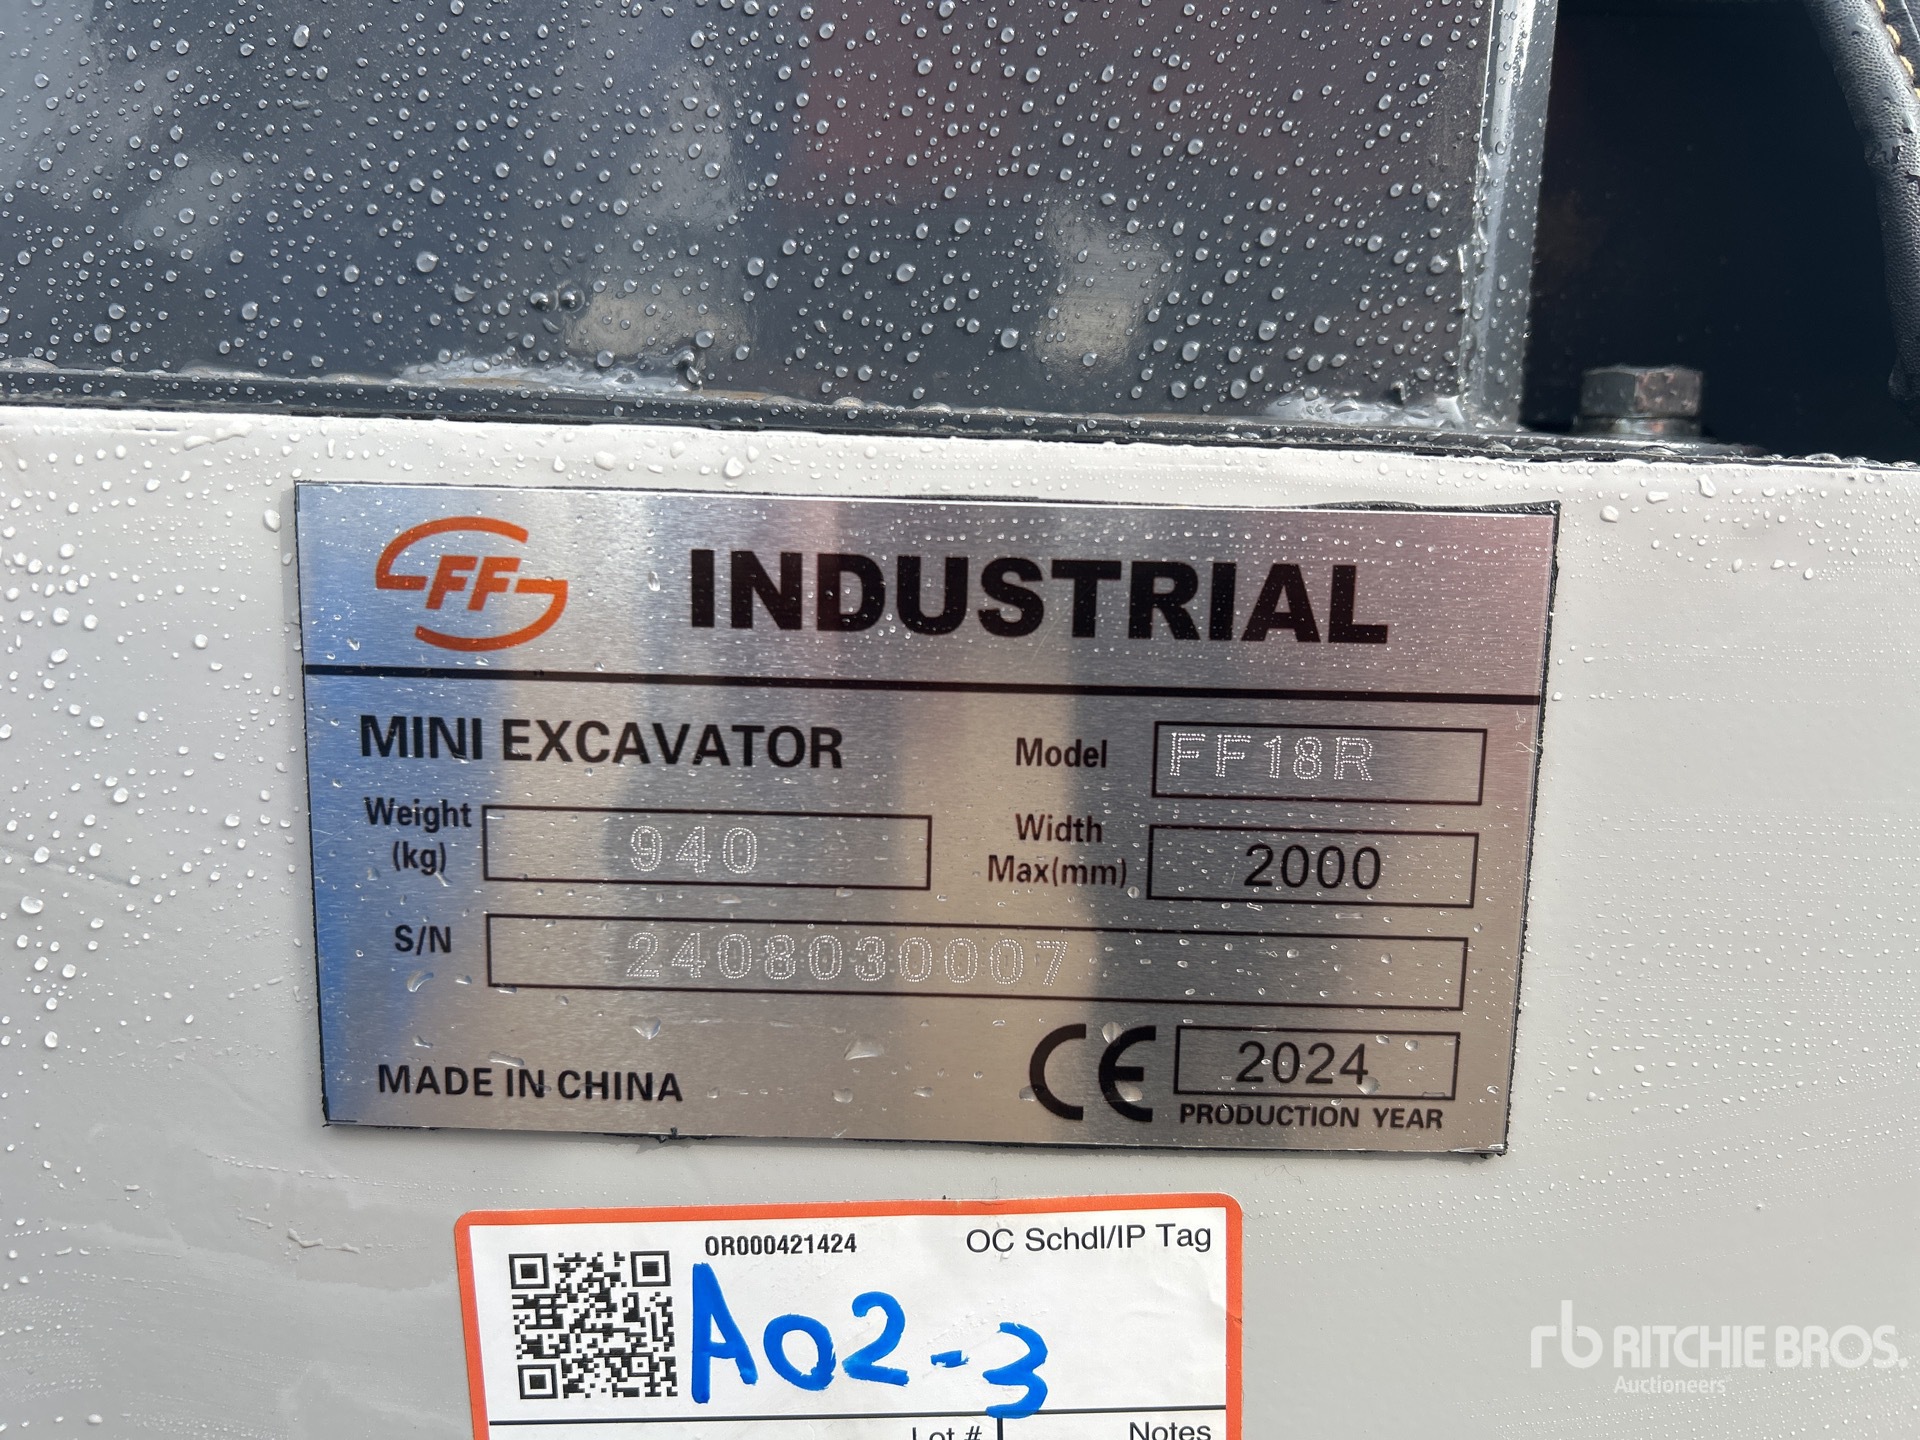 FF INDUSTRIAL
MINI EXCAVATOR
Model FF18R
Weight (kg) 940
Width Max(mm) 2000
S/N 2408030007
MADE IN CHINA
CE 2024
PRODUCTION YEAR
OR000421424
OC Schdl/IP Tag
A02-3
Lot #
Notes
rb RITCHIE BROS.
Auctioneers